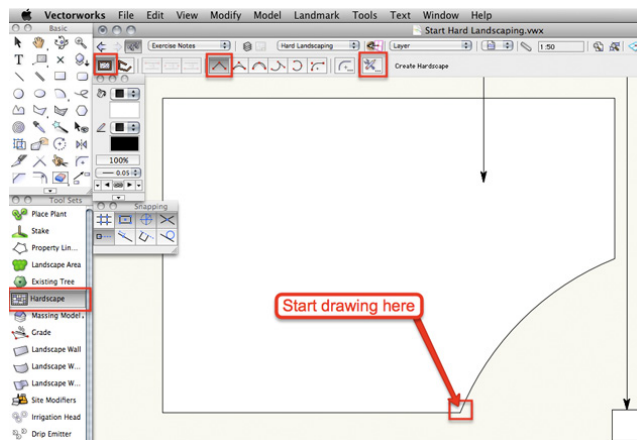 Vectorworks File Edit View Modify Model Landmark Tools Text Window Help
Basic
Start Hard Landscaping.vwx
Exercise Notes
Hard Landscaping
Layer
1:50
Create Hardscape
100%
0.05
Snapping
Tool Sets
Place Plant
Stake
Property Lin...
Landscape Area
Existing Tree
Hardscape
Massing Model.
Grade
Landscape Wall
Landscape W...
Landscape W...
Site Modifiers
Irrigation Head
Drip Emitter
Start drawing here